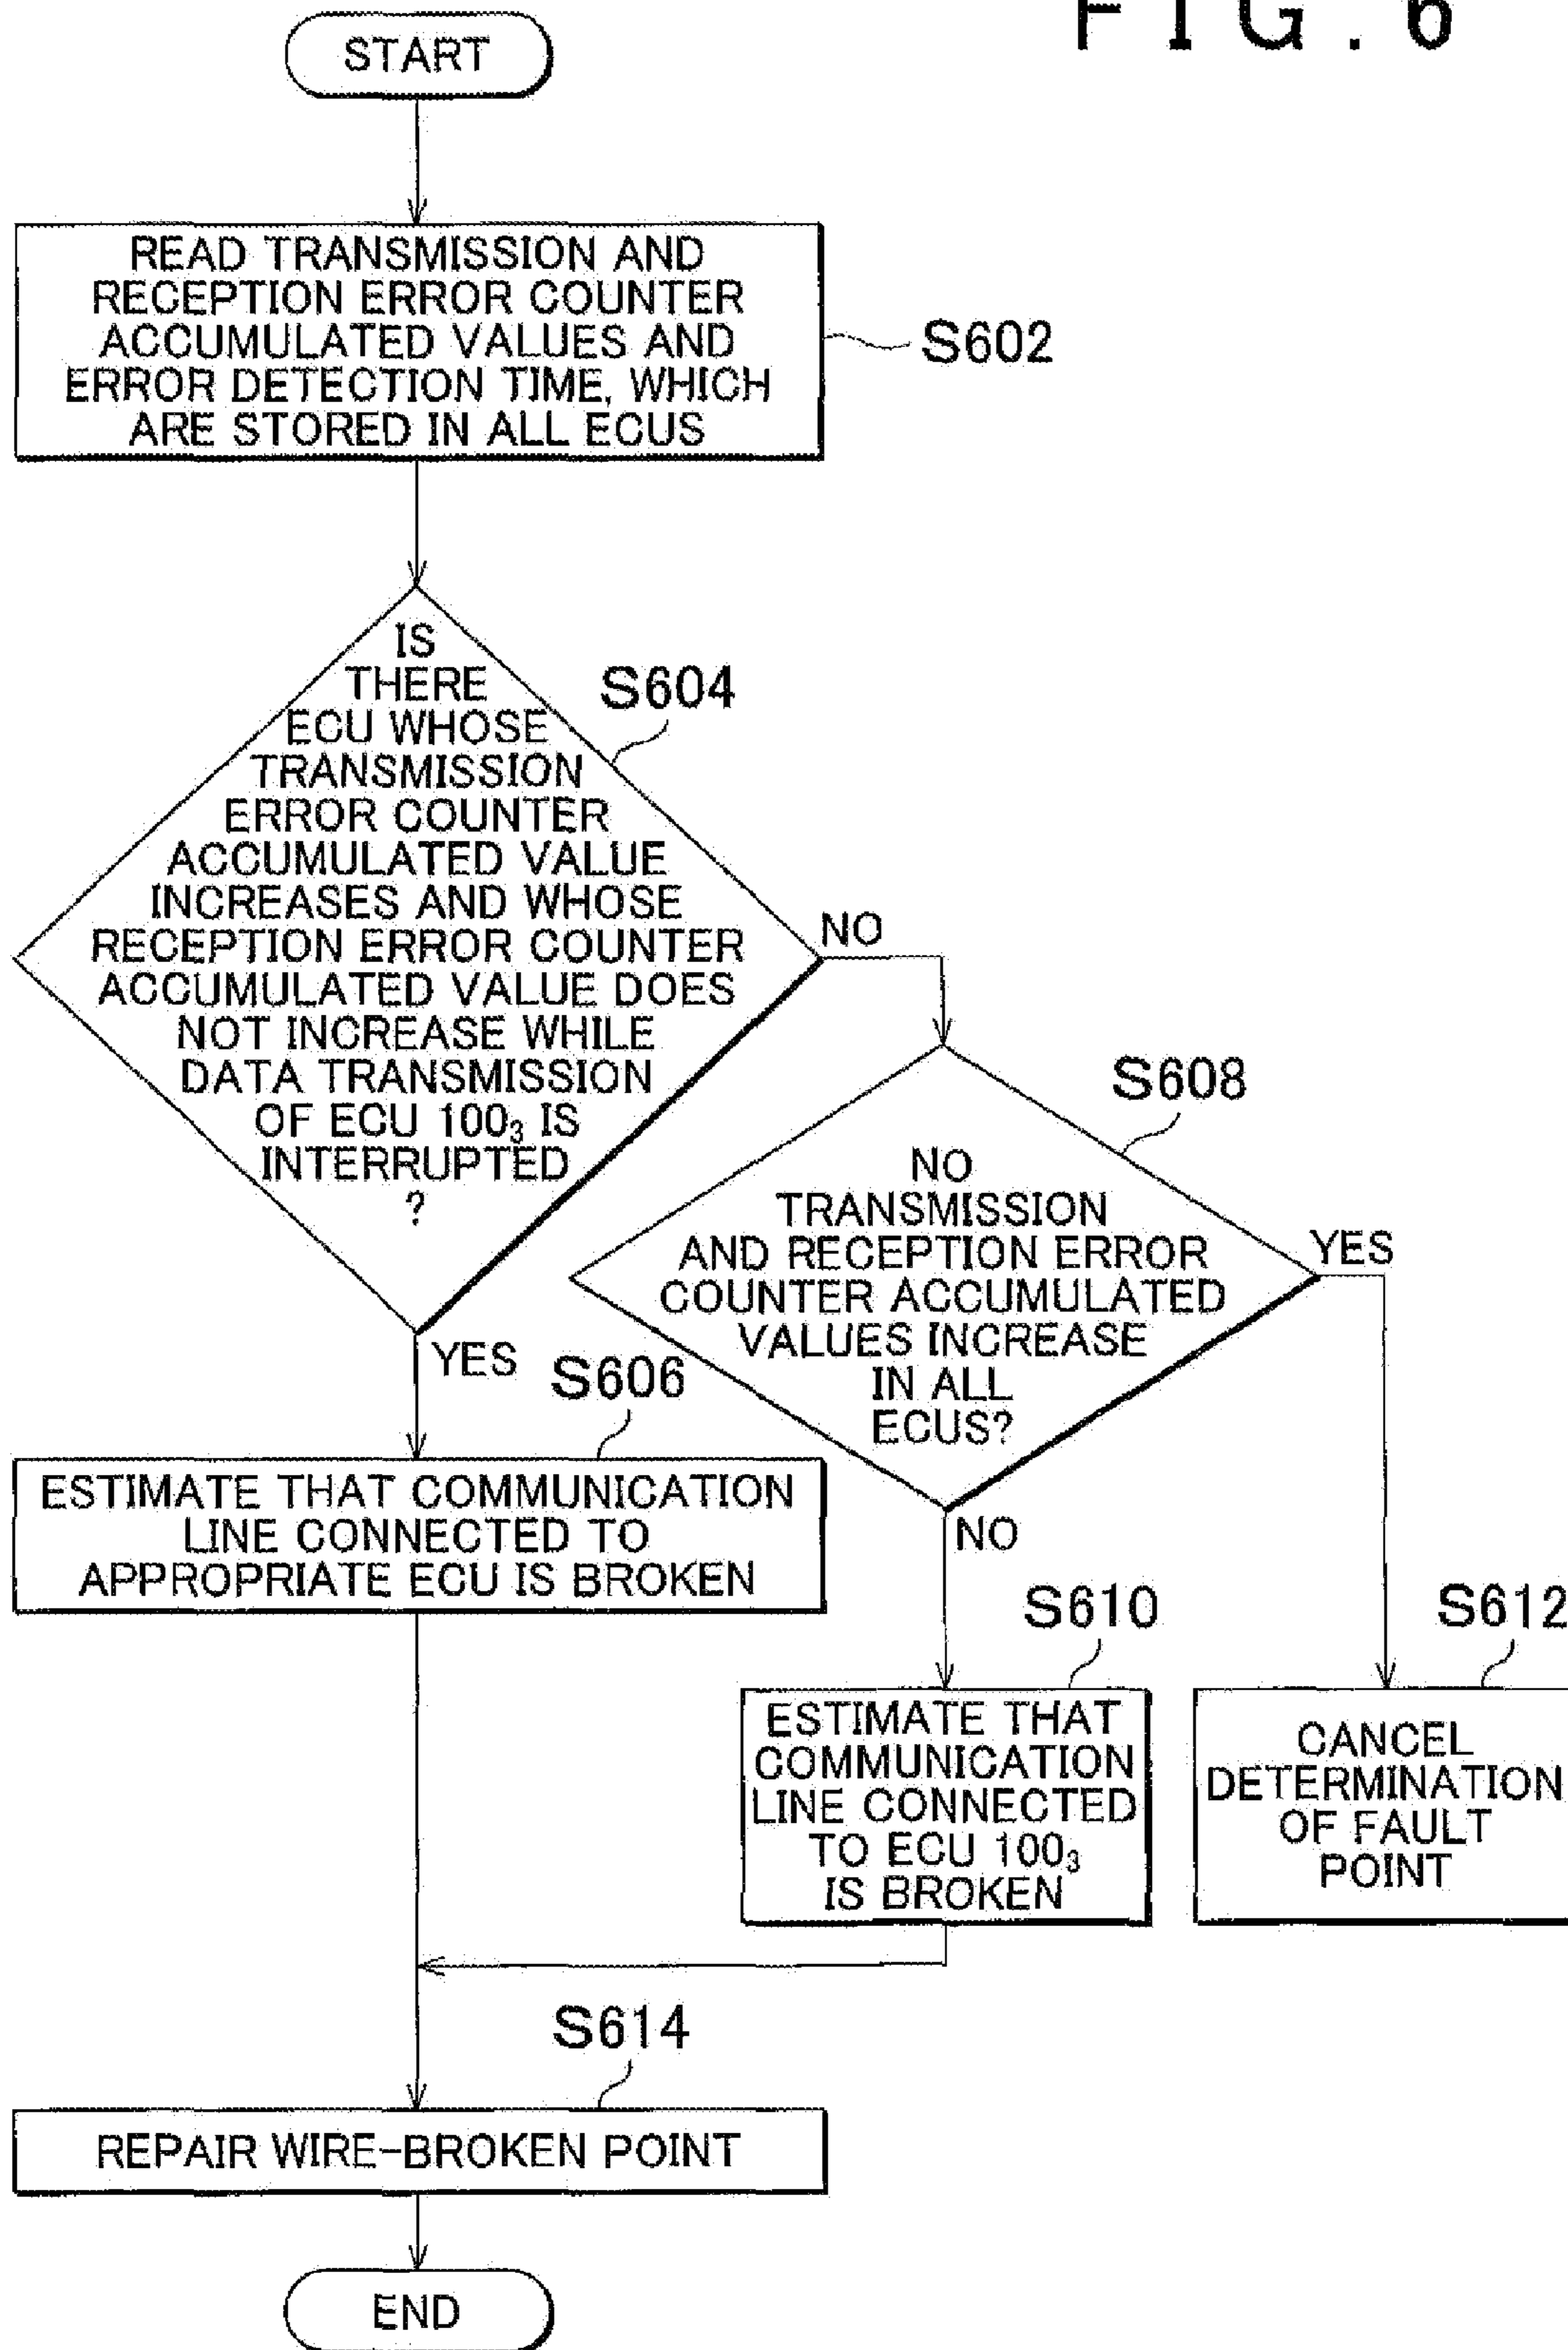 FIG. 6
START
READ TRANSMISSION AND
RECEPTION ERROR COUNTER
ACCUMULATED VALUES AND
ERROR DETECTION TIME, WHICH
ARE STORED IN ALL ECUS
S602
IS
THERE
ECU WHOSE
TRANSMISSION
ERROR COUNTER
ACCUMULATED VALUE
INCREASES AND WHOSE
RECEPTION ERROR COUNTER
ACCUMULATED VALUE DOES
NOT INCREASE WHILE
DATA TRANSMISSION
OF ECU 100₃ IS
INTERRUPTED
?
S604
NO
YES
S608
NO
TRANSMISSION
AND RECEPTION ERROR
COUNTER ACCUMULATED
VALUES INCREASE
IN ALL
ECUS?
YES
NO
S606
ESTIMATE THAT COMMUNICATION
LINE CONNECTED TO
APPROPRIATE ECU IS BROKEN
S610
ESTIMATE THAT
COMMUNICATION
LINE CONNECTED
TO ECU 100₃
IS BROKEN
S612
CANCEL
DETERMINATION
OF FAULT
POINT
S614
REPAIR WIRE-BROKEN POINT
END